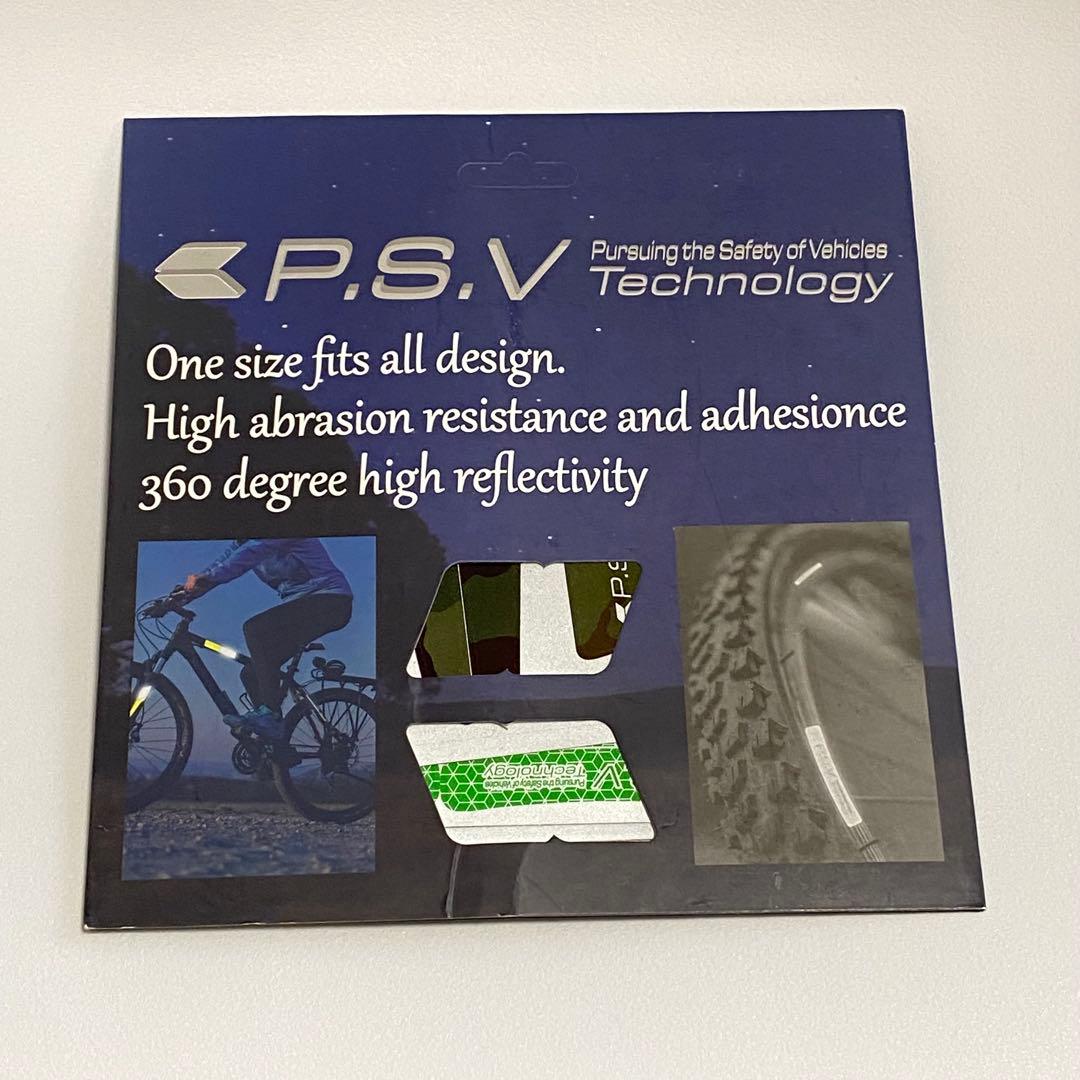 P.S.V
Pursuing the Safety of Vehicles
Technology
One size fits all design.
High abrasion resistance and adhesionce
360 degree high reflectivity
P.S
V
Pursuing the Safety of Vehicles
Technology